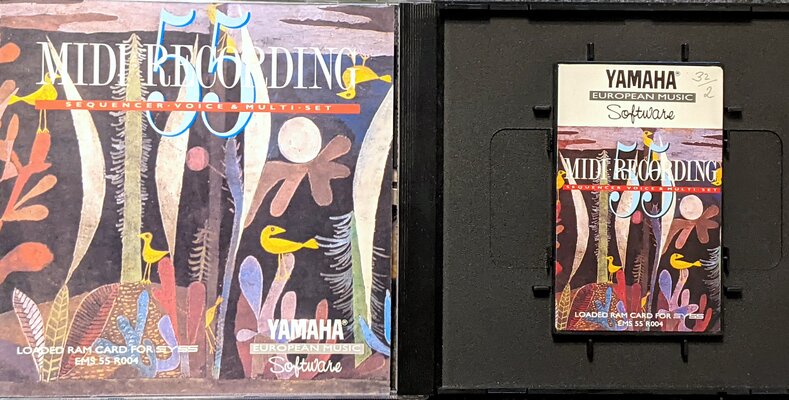 55
MIDI RECORDING
SEQUENCER • VOICE & MULTI-SET
YAMAHA®
LOADED RAM CARD FOR SY55
EUROPEAN MUSIC
EMS 55 R004
Software
YAMAHA®
32
2
EUROPEAN MUSIC
Software
55
MIDI RECORDING
SEQUENCER • VOICE & MULTI-SET
LOADED RAM CARD FOR SY55
EMS 55 R004